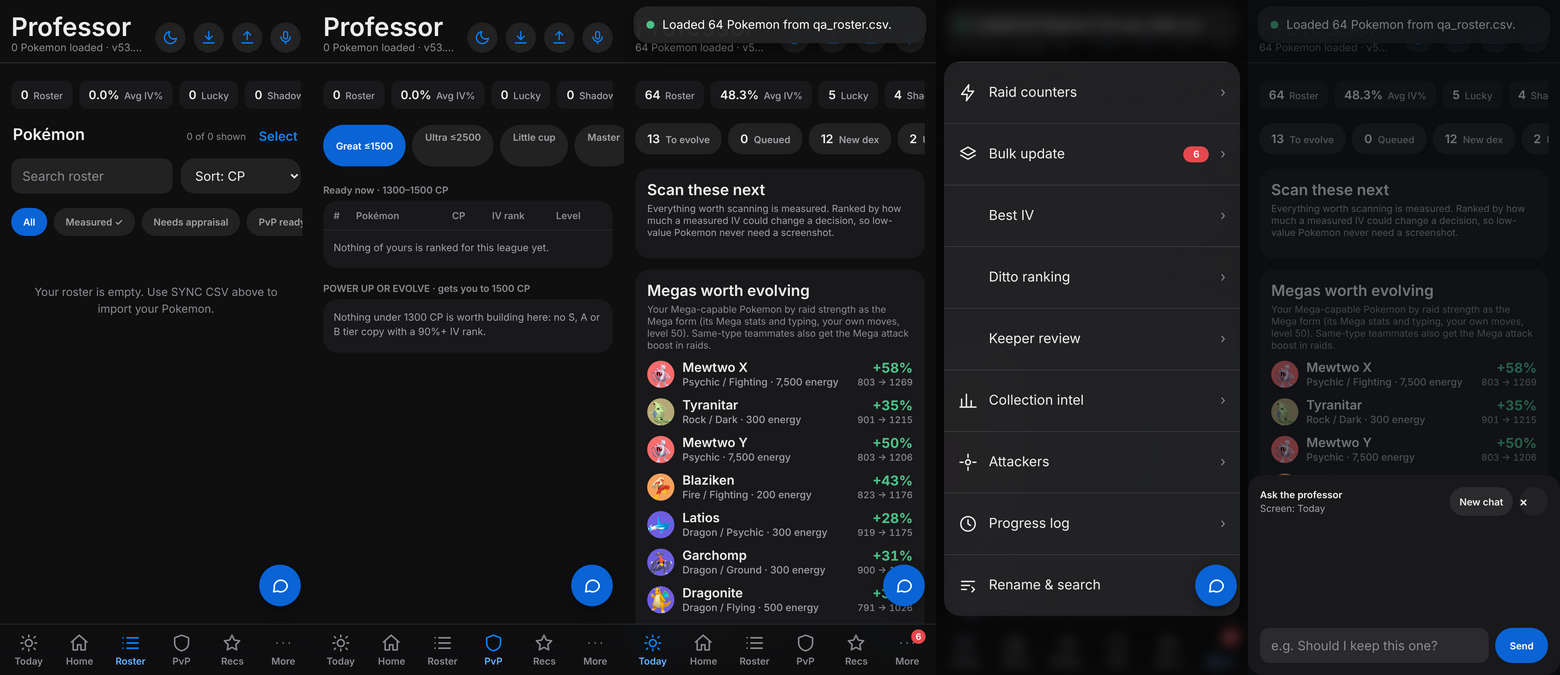 Professor
0 Pokemon loaded · v53....
0 Roster
0.0% Avg IV%
0 Lucky
0 Shadow
Pokémon
0 of 0 shown
Select
Search roster
Sort: CP
All
Measured ✓
Needs appraisal
PvP ready
Your roster is empty. Use SYNC CSV above to
import your Pokemon.
Today
Home
Roster
PvP
Recs
More
Professor
0 Pokemon loaded · v53....
0 Roster
0.0% Avg IV%
0 Lucky
0 Shadow
Great ≤1500
Ultra ≤2500
Little cup
Master
Ready now · 1300–1500 CP
# Pokémon CP IV rank Level
Nothing of yours is ranked for this league yet.
POWER UP OR EVOLVE · gets you to 1500 CP
Nothing under 1300 CP is worth building here: no S, A or
B tier copy with a 90%+ IV rank.
Today
Home
Roster
PvP
Recs
More
Loaded 64 Pokemon from qa_roster.csv.
64 Pokemon loaded · v5...
64 Roster
48.3% Avg IV%
5 Lucky
4 Sha
13 To evolve
0 Queued
12 New dex
2
Scan these next
Everything worth scanning is measured. Ranked by how
much a measured IV could change a decision, so low-
value Pokemon never need a screenshot.
Megas worth evolving
Your Mega-capable Pokemon by raid strength as the
Mega form (its Mega stats and typing, your own moves,
level 50). Same-type teammates also get the Mega attack
boost in raids.
Mewtwo X +58%
Psychic / Fighting · 7,500 energy 803 → 1269
Tyranitar +35%
Rock / Dark · 300 energy 901 → 1215
Mewtwo Y +50%
Psychic · 7,500 energy 803 → 1206
Blaziken +43%
Fire / Fighting · 200 energy 823 → 1176
Latios +28%
Dragon / Psychic · 300 energy 919 → 1175
Garchomp +31%
Dragon / Ground · 300 energy 900 →
Dragonite
Dragon / Flying · 500 energy 791 → 1026
Today
Home
Roster
PvP
Recs
More
6
Raid counters
Bulk update
6
Best IV
Ditto ranking
Keeper review
Collection intel
Attackers
Progress log
Rename & search
Loaded 64 Pokemon from qa_roster.csv.
64 Pokemon loaded · v5...
64 Roster
48.3% Avg IV%
5 Lucky
4 Sha
13 To evolve
0 Queued
12 New dex
2
Scan these next
Everything worth scanning is measured. Ranked by how
much a measured IV could change a decision, so low-
value Pokemon never need a screenshot.
Megas worth evolving
Your Mega-capable Pokemon by raid strength as the
Mega form (its Mega stats and typing, your own moves,
level 50). Same-type teammates also get the Mega attack
boost in raids.
Mewtwo X +58%
Psychic / Fighting · 7,500 energy 803 → 1269
Tyranitar +35%
Rock / Dark · 300 energy 901 → 1215
Mewtwo Y +50%
Psychic · 7,500 energy 803 → 1206
Ask the professor
Screen: Today
New chat
×
e.g. Should I keep this one?
Send